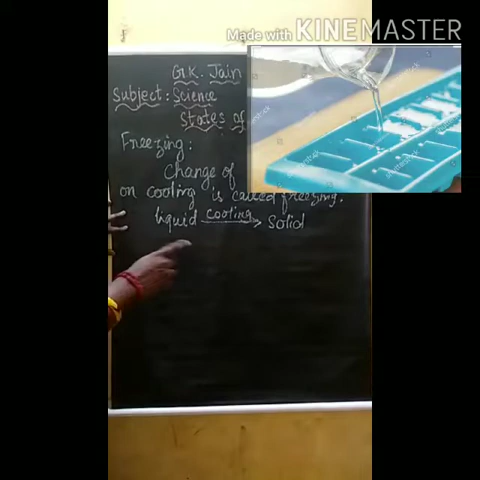 Made with KINEMASTER
G.K. Jain
Subject: Science
States of
Freezing:
Change of
on cooling is called freezing.
liquid cooling Solid
shutterstock